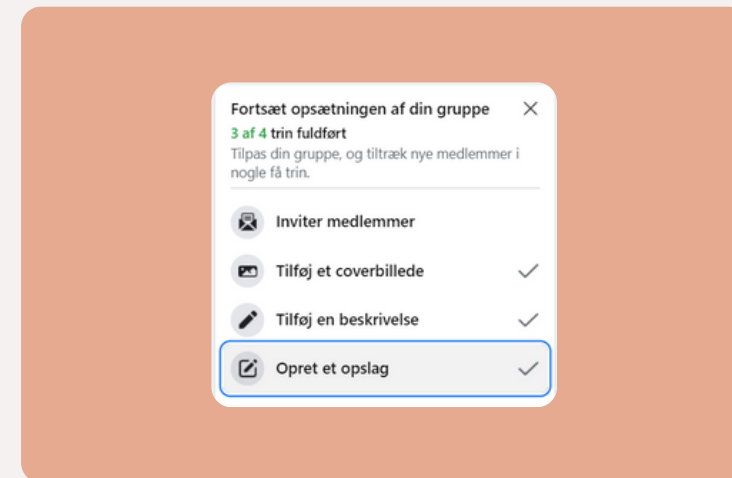 Fortsæt opsætningen af din gruppe
3 af 4 trin fuldført
Tilpas din gruppe, og tiltræk nye medlemmer i
nogle få trin.
Inviter medlemmer
Tilføj et coverbillede
Tilføj en beskrivelse
Opret et opslag